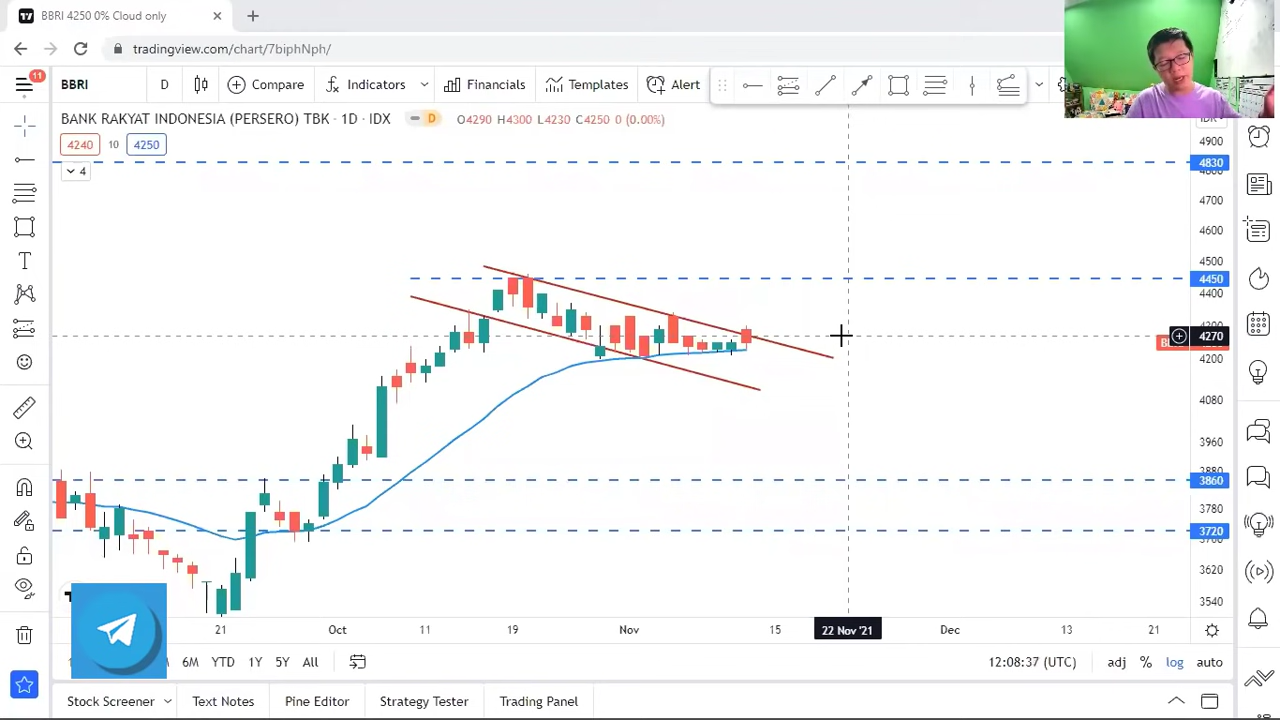 BBRI 4250 0% Cloud only
tradingview.com/chart/7biphNph/
11
BBRI D Compare Indicators Financials Templates Alert
BANK RAKYAT INDONESIA (PERSERO) TBK · 1D · IDX D O4290 H4300 L4230 C4250 0 (0.00%)
4240 10 4250
4
4900
4830
4700
4600
4500
4450
4400
4270
4200
4080
3960
3860
3780
3720
3620
3540
21 Oct 11 19 Nov 15 22 Nov '21 Dec 13 21
6M YTD 1Y 5Y All 12:08:37 (UTC) adj % log auto
Stock Screener Text Notes Pine Editor Strategy Tester Trading Panel